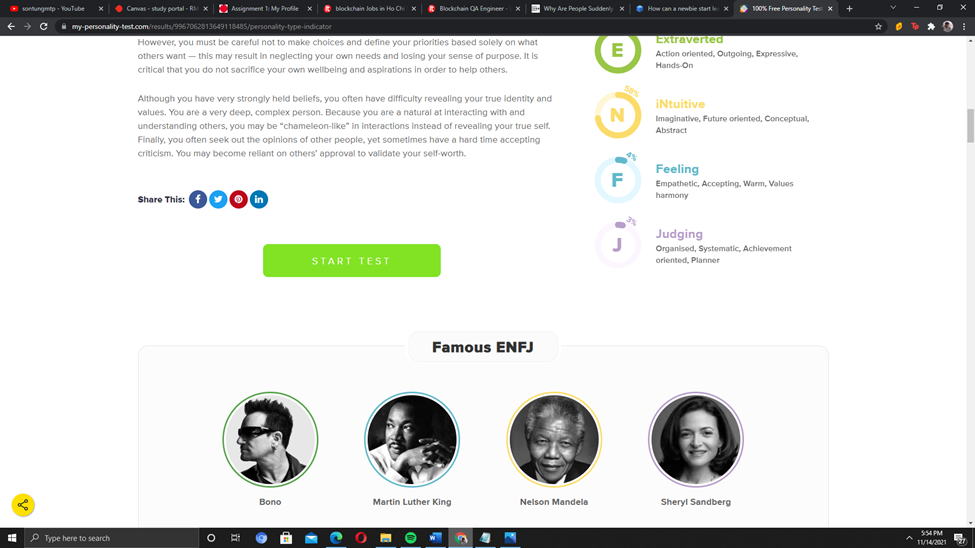 sontungmtp - YouTube
Canvas - study portal - RM
Assignment 1: My Profile
blockchain Jobs in Ho Chi
Blockchain QA Engineer -
Why Are People Suddenly
How can a newbie start le
100% Free Personality Test
my-personality-test.com/results/9967062813649118485/personality-type-indicator
However, you must be careful not to make choices and define your priorities based solely on what
others want — this may result in neglecting your own needs and losing your sense of purpose. It is
critical that you do not sacrifice your own wellbeing and aspirations in order to help others.
Although you have very strongly held beliefs, you often have difficulty revealing your true identity and
values. You are a very deep, complex person. Because you are a natural at interacting with and
understanding others, you may be “chameleon-like” in interactions instead of revealing your true self.
Finally, you often seek out the opinions of other people, yet sometimes have a hard time accepting
criticism. You may become reliant on others’ approval to validate your self-worth.
Share This:
START TEST
E
Extraverted
Action oriented, Outgoing, Expressive,
Hands-On
58%
N
iNtuitive
Imaginative, Future oriented, Conceptual,
Abstract
4%
F
Feeling
Empathetic, Accepting, Warm, Values
harmony
3%
J
Judging
Organised, Systematic, Achievement
oriented, Planner
Famous ENFJ
Bono
Martin Luther King
Nelson Mandela
Sheryl Sandberg
Type here to search
5:54 PM
11/14/2021
27